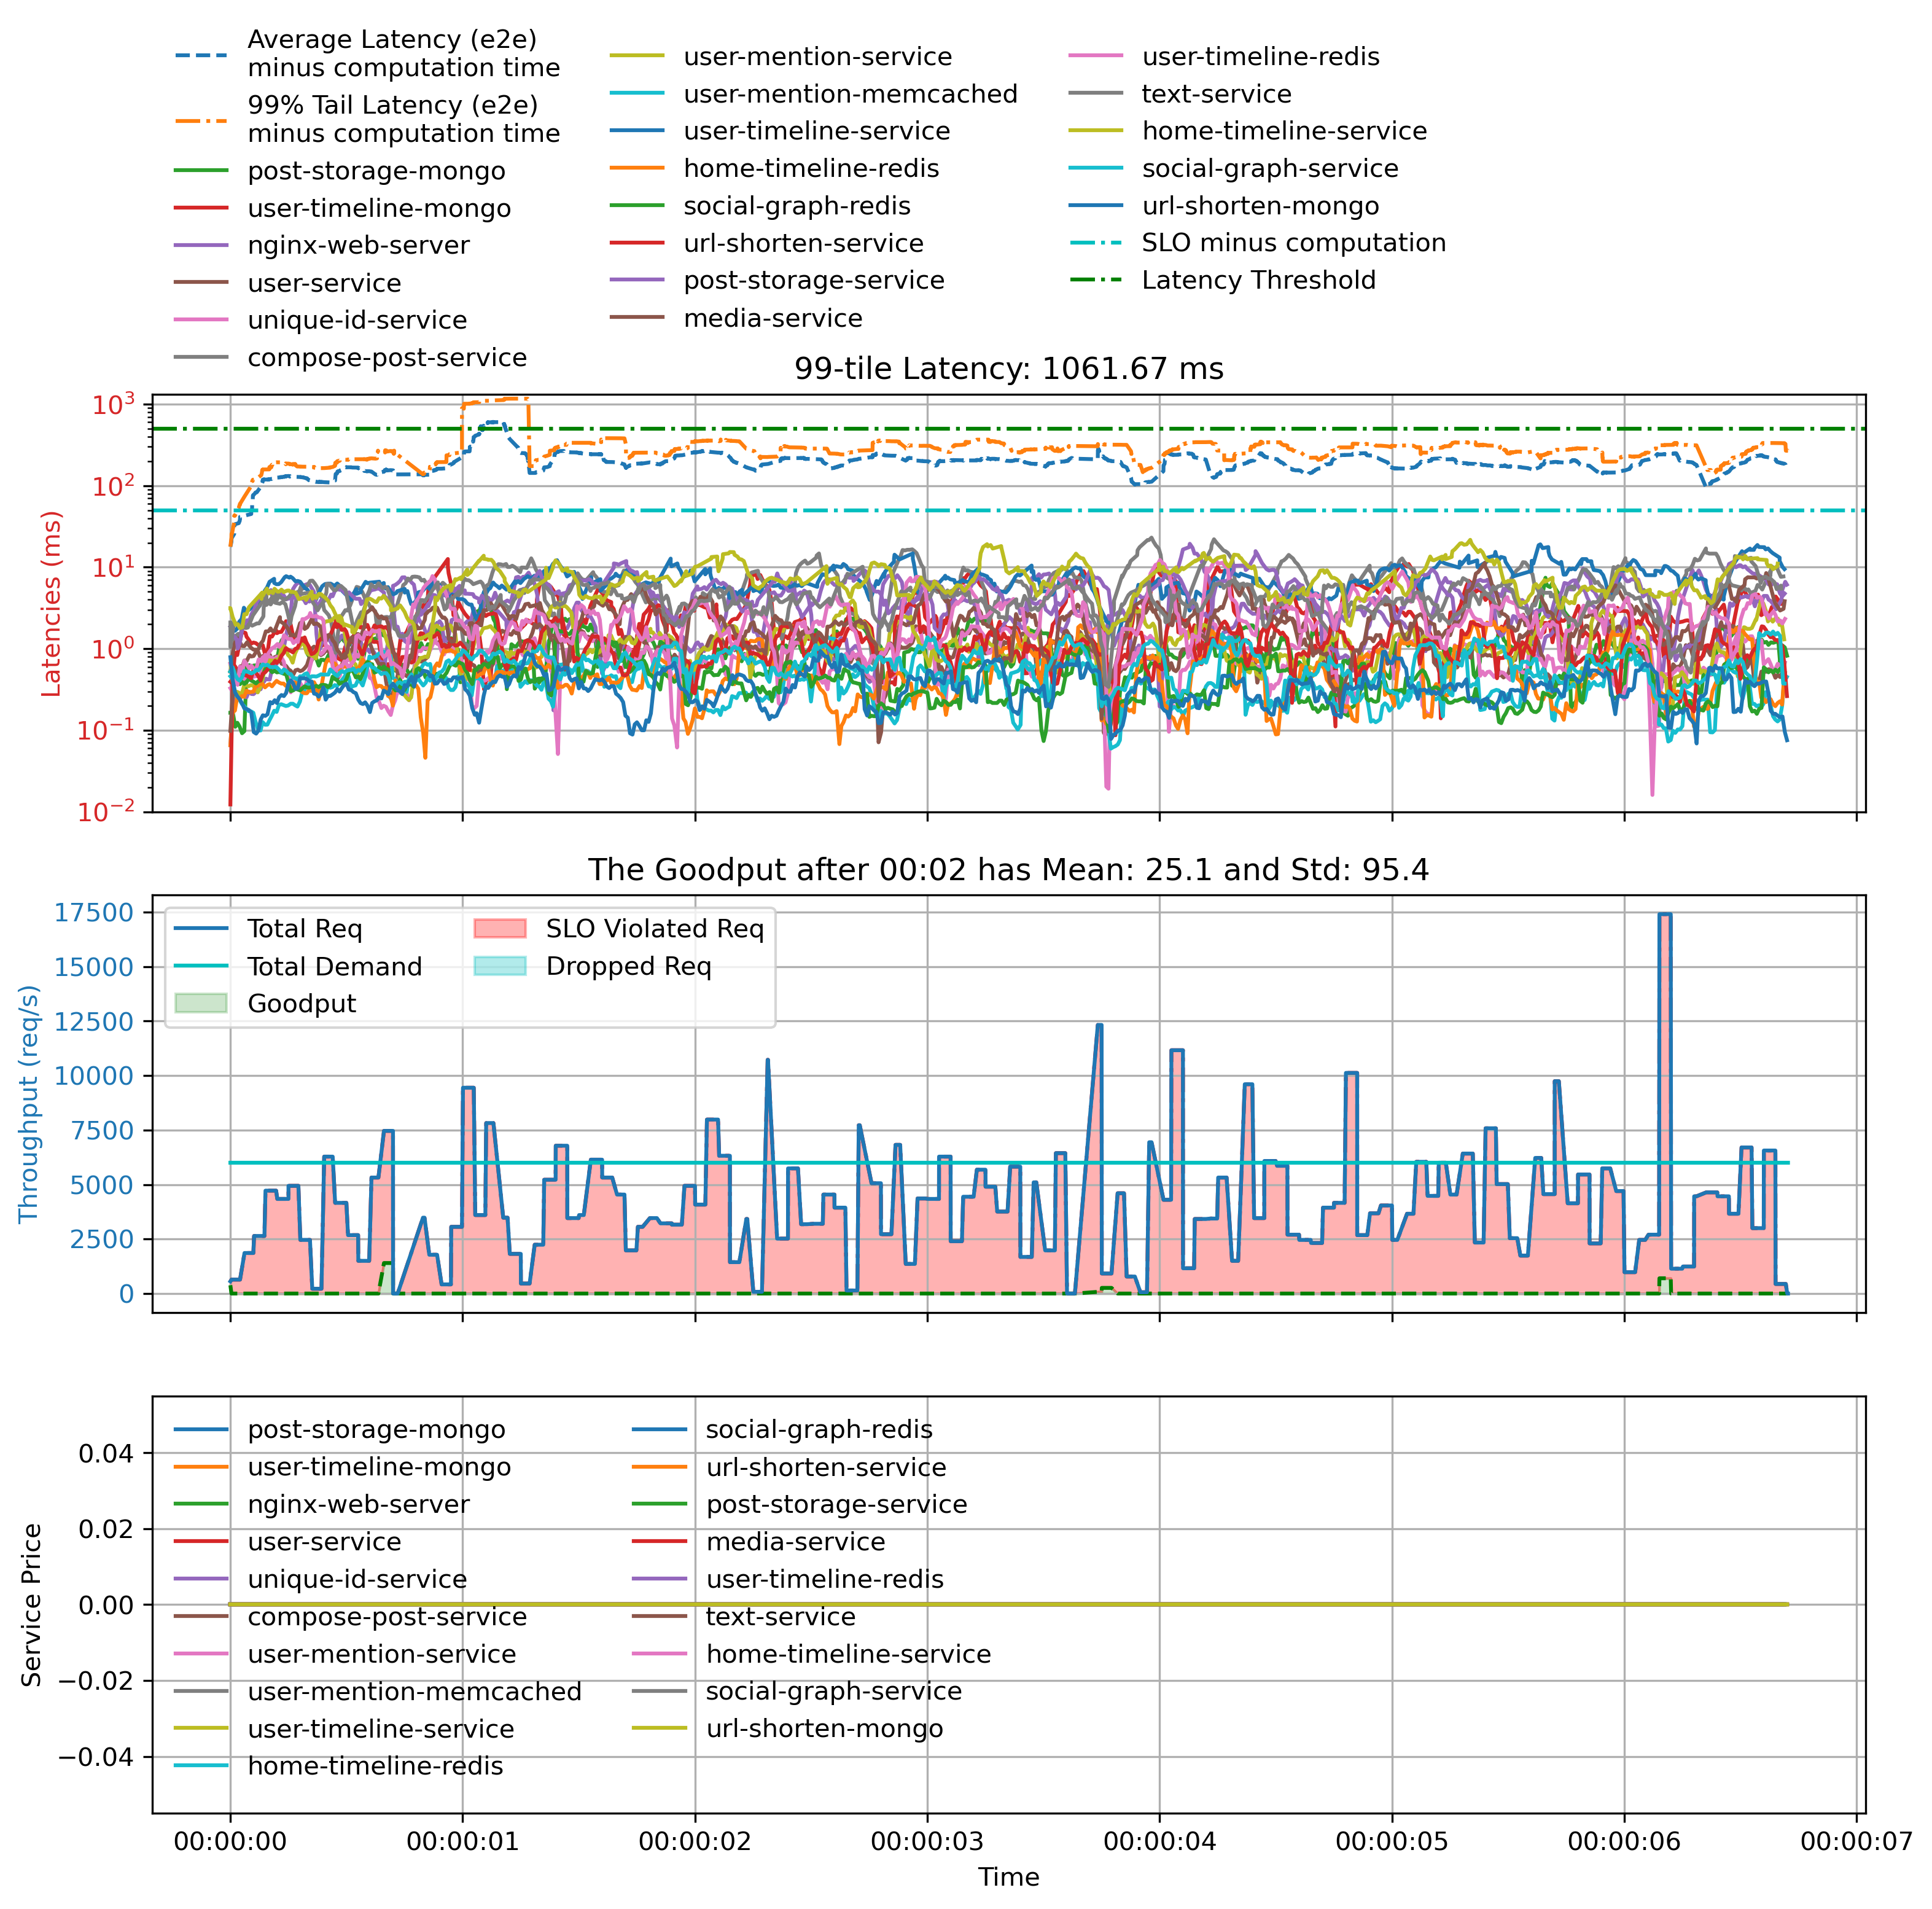 Average Latency (e2e)
minus computation time
99% Tail Latency (e2e)
minus computation time
post-storage-mongo
user-timeline-mongo
nginx-web-server
user-service
unique-id-service
compose-post-service
user-mention-service
user-mention-memcached
user-timeline-service
home-timeline-redis
social-graph-redis
url-shorten-service
post-storage-service
media-service
user-timeline-redis
text-service
home-timeline-service
social-graph-service
url-shorten-mongo
SLO minus computation
Latency Threshold
99-tile Latency: 1061.67 ms
Latencies (ms)
10³
10²
10¹
10⁰
10⁻¹
10⁻²
The Goodput after 00:02 has Mean: 25.1 and Std: 95.4
Throughput (req/s)
17500
15000
12500
10000
7500
5000
2500
0
Total Req
Total Demand
Goodput
SLO Violated Req
Dropped Req
Service Price
0.04
0.02
0.00
−0.02
−0.04
post-storage-mongo
user-timeline-mongo
nginx-web-server
user-service
unique-id-service
compose-post-service
user-mention-service
user-mention-memcached
user-timeline-service
home-timeline-redis
social-graph-redis
url-shorten-service
post-storage-service
media-service
user-timeline-redis
text-service
home-timeline-service
social-graph-service
url-shorten-mongo
00:00:00 00:00:01 00:00:02 00:00:03 00:00:04 00:00:05 00:00:06 00:00:07
Time